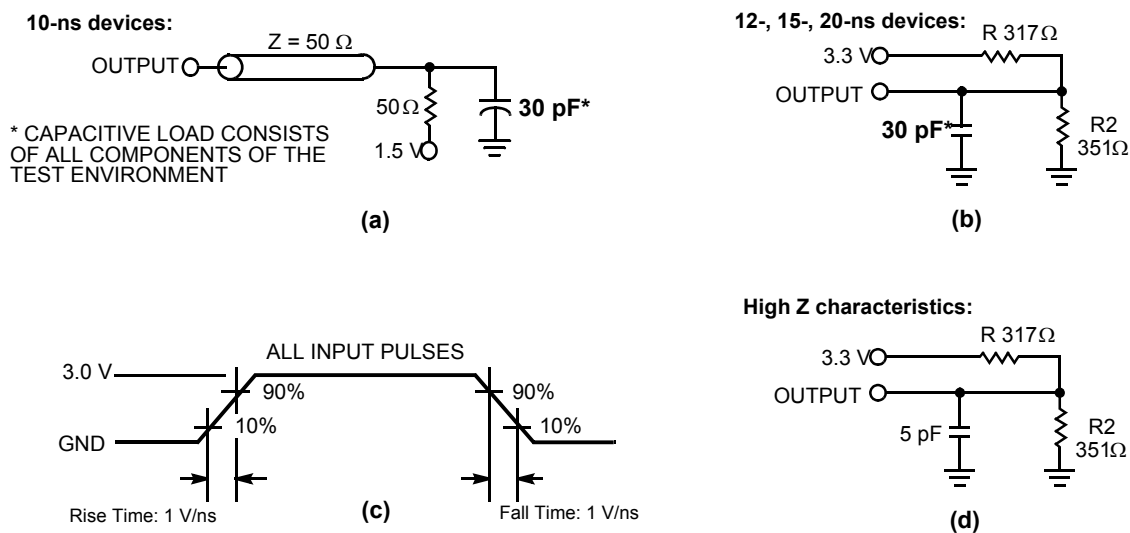 10-ns devices:
Z = 50 Ω
OUTPUT
50Ω
30 pF*
1.5 V
* CAPACITIVE LOAD CONSISTS
OF ALL COMPONENTS OF THE
TEST ENVIRONMENT
(a)
12-, 15-, 20-ns devices:
R 317Ω
3.3 V
OUTPUT
30 pF*
R2
351Ω
(b)
ALL INPUT PULSES
3.0 V
90%
90%
10%
10%
GND
Rise Time: 1 V/ns
(c)
Fall Time: 1 V/ns
High Z characteristics:
R 317Ω
3.3 V
OUTPUT
5 pF
R2
351Ω
(d)